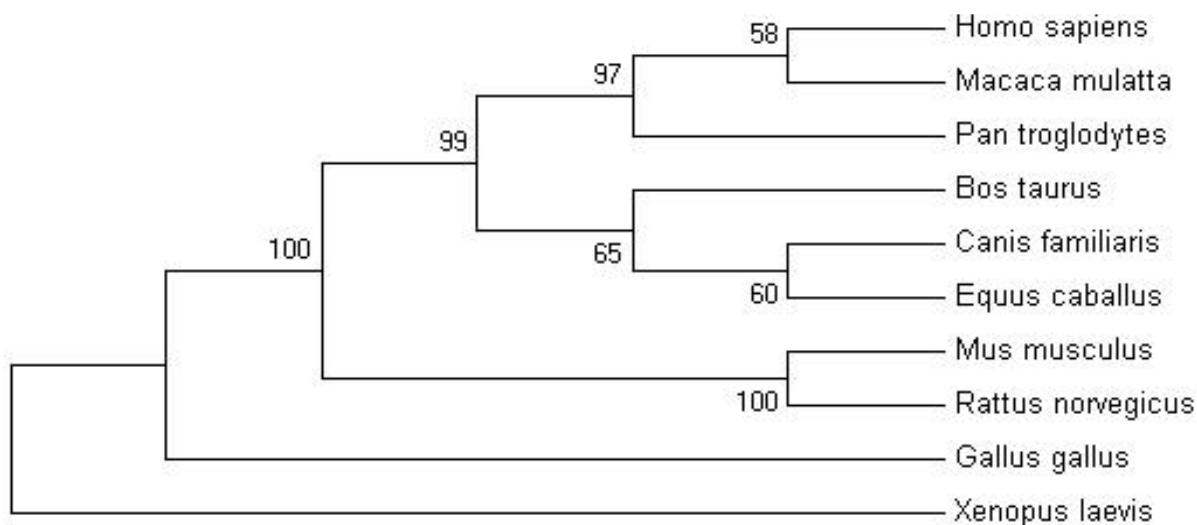 Homo sapiens
58
Macaca mulatta
97
Pan troglodytes
99
Bos taurus
Canis familiaris
100
65
60
Equus caballus
Mus musculus
100
Rattus norvegicus
Gallus gallus
Xenopus laevis